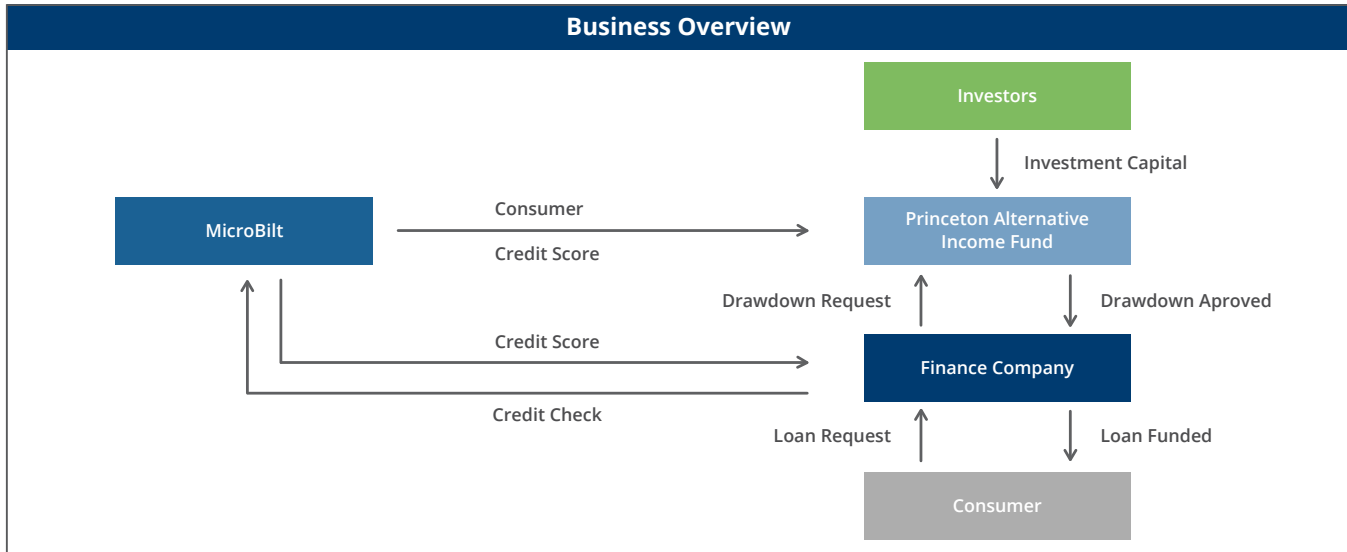 Business Overview
Investors
Investment Capital
Consumer
MicroBilt
Credit Score
Princeton Alternative
Income Fund
Drawdown Request
Drawdown Aproved
Credit Score
Finance Company
Credit Check
Loan Request
Loan Funded
Consumer